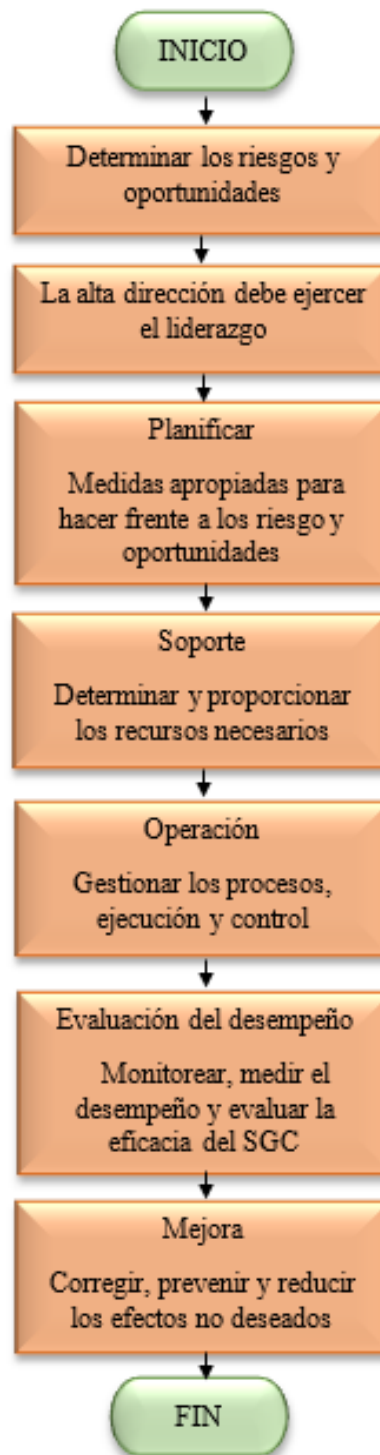 INICIO
Determinar los riesgos y
oportunidades
La alta dirección debe ejercer
el liderazgo
Planificar
Medidas apropiadas para
hacer frente a los riesgo y
oportunidades
Soporte
Determinar y proporcionar
los recursos necesarios
Operación
Gestionar los procesos,
ejecución y control
Evaluación del desempeño
Monitorear, medir el
desempeño y evaluar la
eficacia del SGC
Mejora
Corregir, prevenir y reducir
los efectos no deseados
FIN